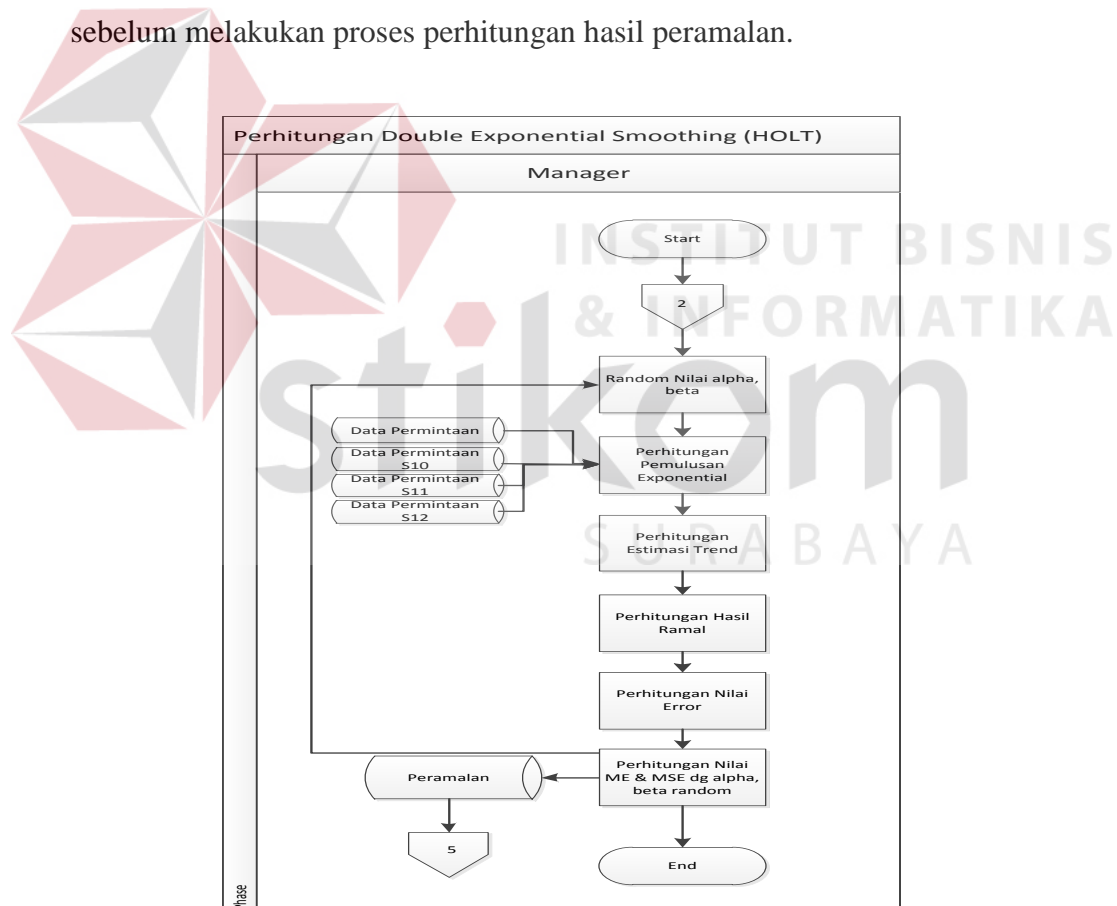 sebelum melakukan proses perhitungan hasil peramalan.
Perhitungan Double Exponential Smoothing (HOLT)
Manager
Start
2
Random Nilai alpha,
beta
Data Permintaan
Data Permintaan
S10
Data Permintaan
S11
Data Permintaan
S12
Perhitungan
Pemulusan
Exponential
Perhitungan
Estimasi Trend
Perhitungan Hasil
Ramal
Perhitungan Nilai
Error
Perhitungan Nilai
ME & MSE dg alpha,
beta random
Peramalan
5
End
INSTITUT BISNIS
& INFORMATIKA
stikom
SURABAYA